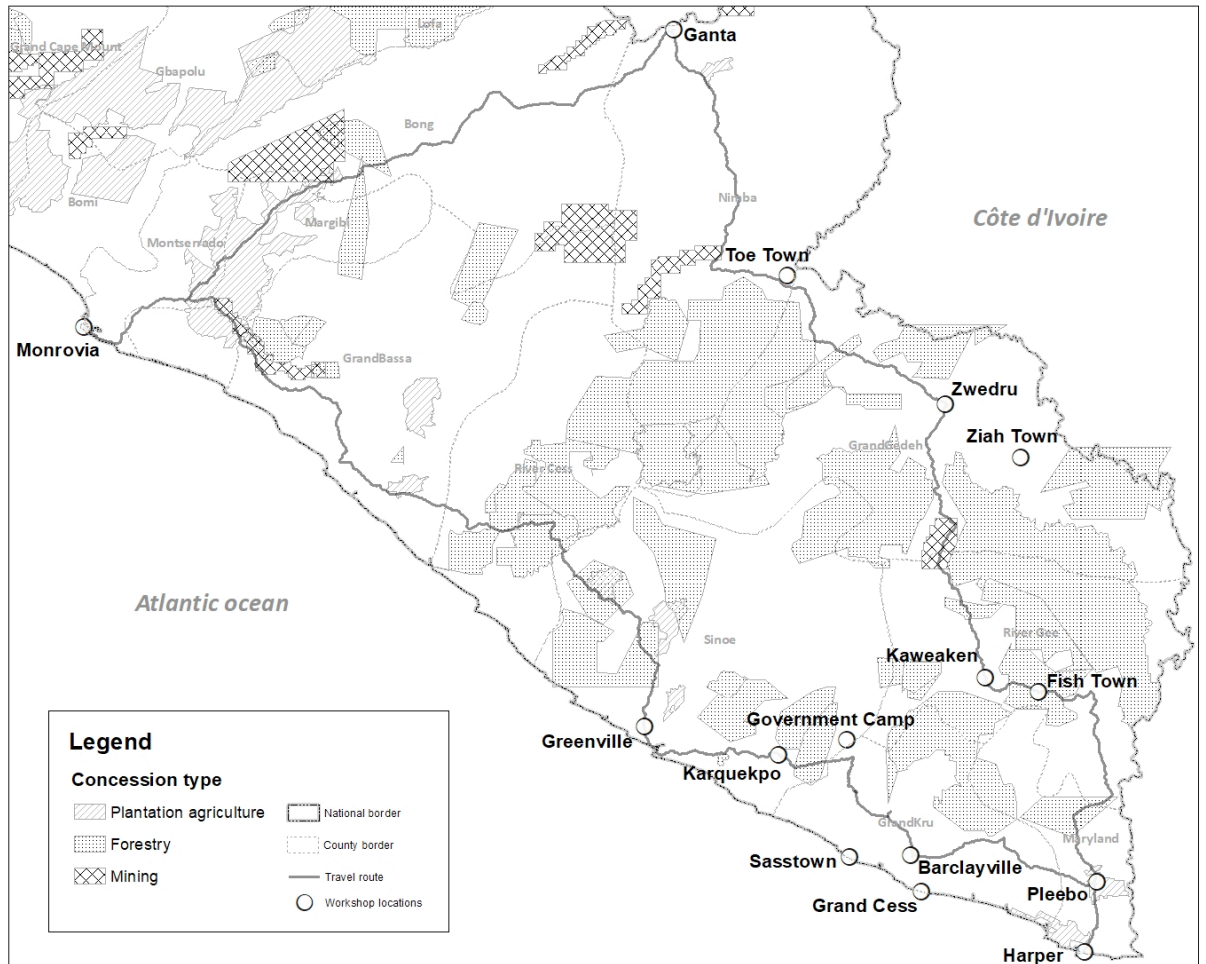 Lofa
Ganta
Grand Cape Mount
Gbapolu
Bong
Nimba
Bomi
Margibi
Côte d'Ivoire
Montserrado
Toe Town
Monrovia
GrandBassa
Zwedru
Ziah Town
GrandGedeh
River Cess
Atlantic ocean
Sinoe
River Gee
Kaweaken
Fish Town
Government Camp
Greenville
Karquekpo
GrandKru
Maryland
Sasstown
Barclayville
Pleebo
Grand Cess
Harper
Legend
Concession type
Plantation agriculture
National border
Forestry
County border
Mining
Travel route
Workshop locations